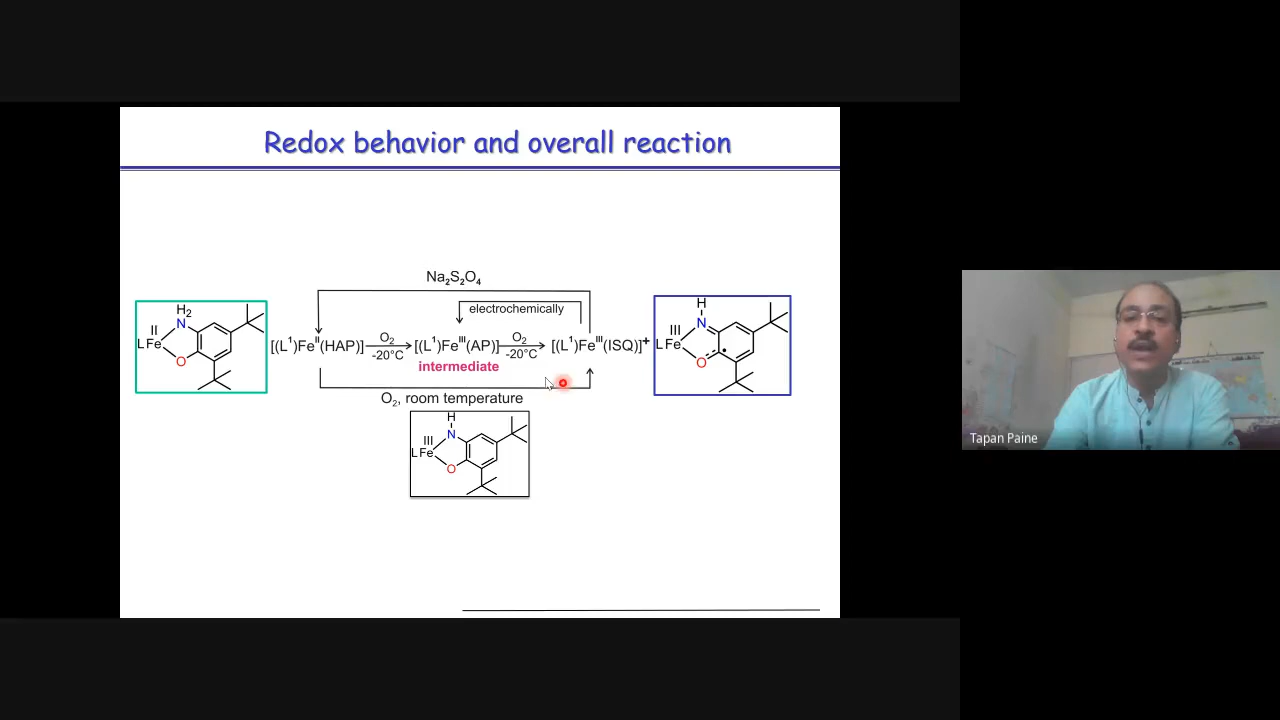 Redox behavior and overall reaction
Na₂S₂O₄
electrochemically
[(L¹)Feᴵᴵ(HAP)] O₂ -20°C [(L¹)Feᴵᴵᴵ(AP)] O₂ -20°C [(L¹)Feᴵᴵᴵ(ISQ)]⁺
intermediate
O₂, room temperature
H₂
N
II
LFe
O
H
N
III
LFe
O
H
N
III
LFe
O
Tapan Paine